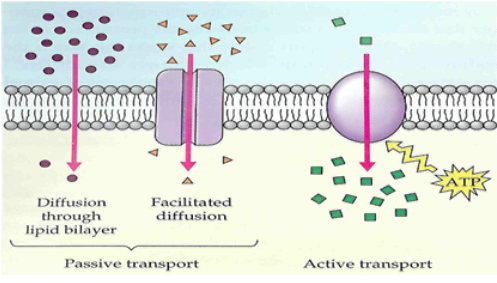 ATP
Diffusion
through
lipid bilayer
Facilitated
diffusion
Passive transport
Active transport